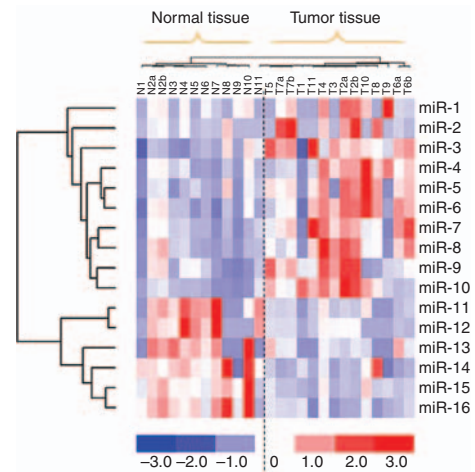 Normal tissue Tumor tissue
N1 N2a N2b N3 N4 N5 N6 N7 N8 N9 N10 N11 T5 T7a T7b T1 T11 T4 T3 T2a T2b T10 T8 T9 T6a T6b
miR-1
miR-2
miR-3
miR-4
miR-5
miR-6
miR-7
miR-8
miR-9
miR-10
miR-11
miR-12
miR-13
miR-14
miR-15
miR-16
–3.0 –2.0 –1.0 0 1.0 2.0 3.0